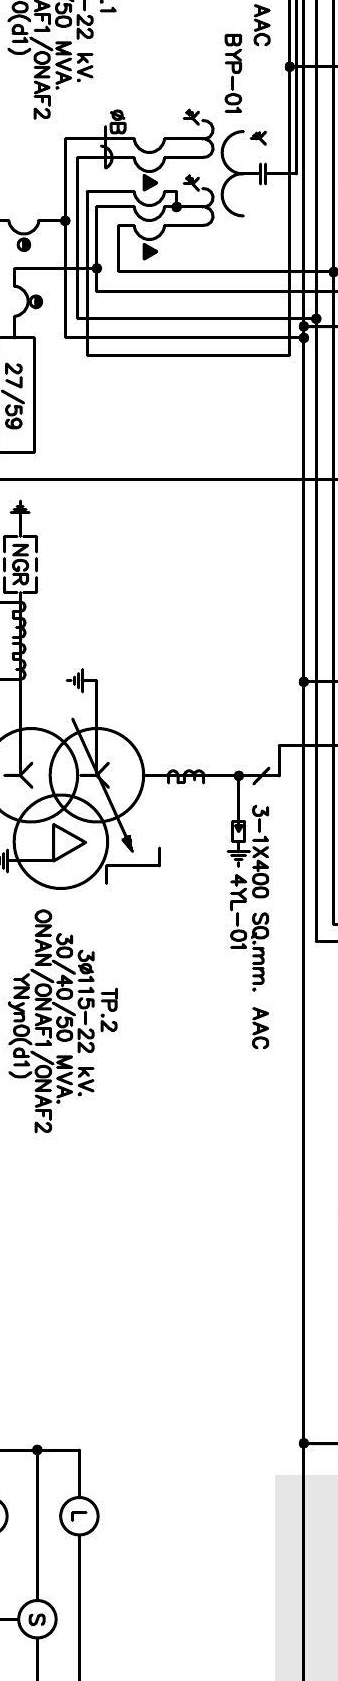 .1
-22 kV.
/50 MVA.
AF1/ONAF2
0(d1)
AAC
BYP-01
øB
27/59
NGR
3-1X400 SQ.mm. AAC
4YL-01
TP.2
3ø115-22 kV.
30/40/50 MVA.
ONAN/ONAF1/ONAF2
YNyn0(d1)
L
S